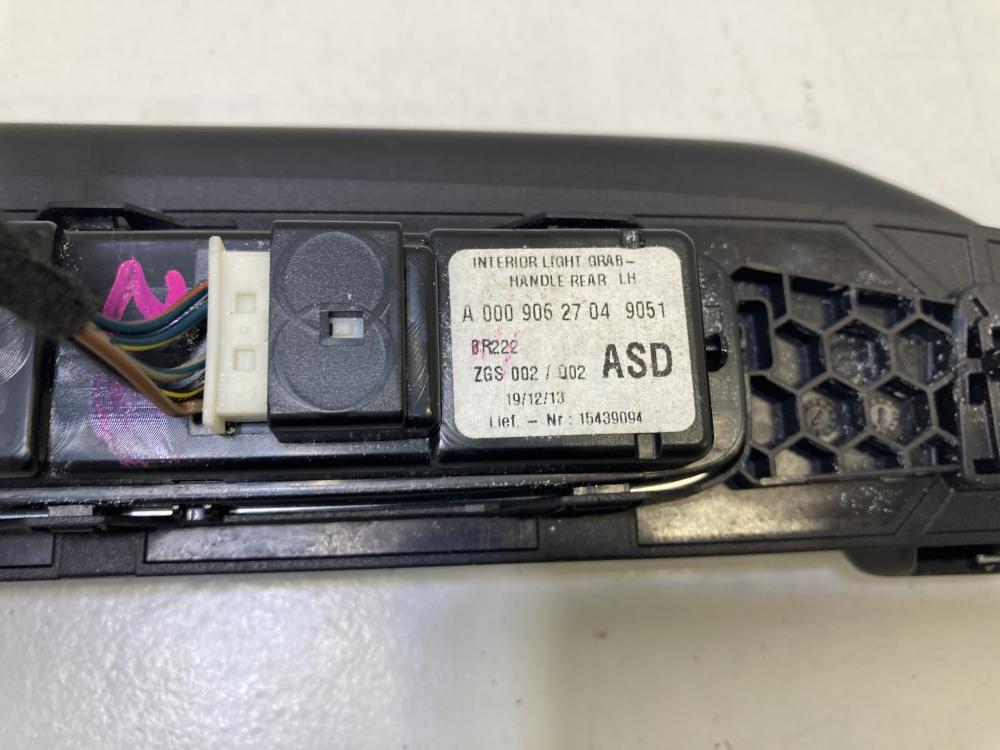 INTERIOR LIGHT GRAB-
HANDLE REAR LH
A 000 906 27 04 9051
BR222
ZGS 002 / 002 ASD
19/12/13
Lief. - Nr: 15439094